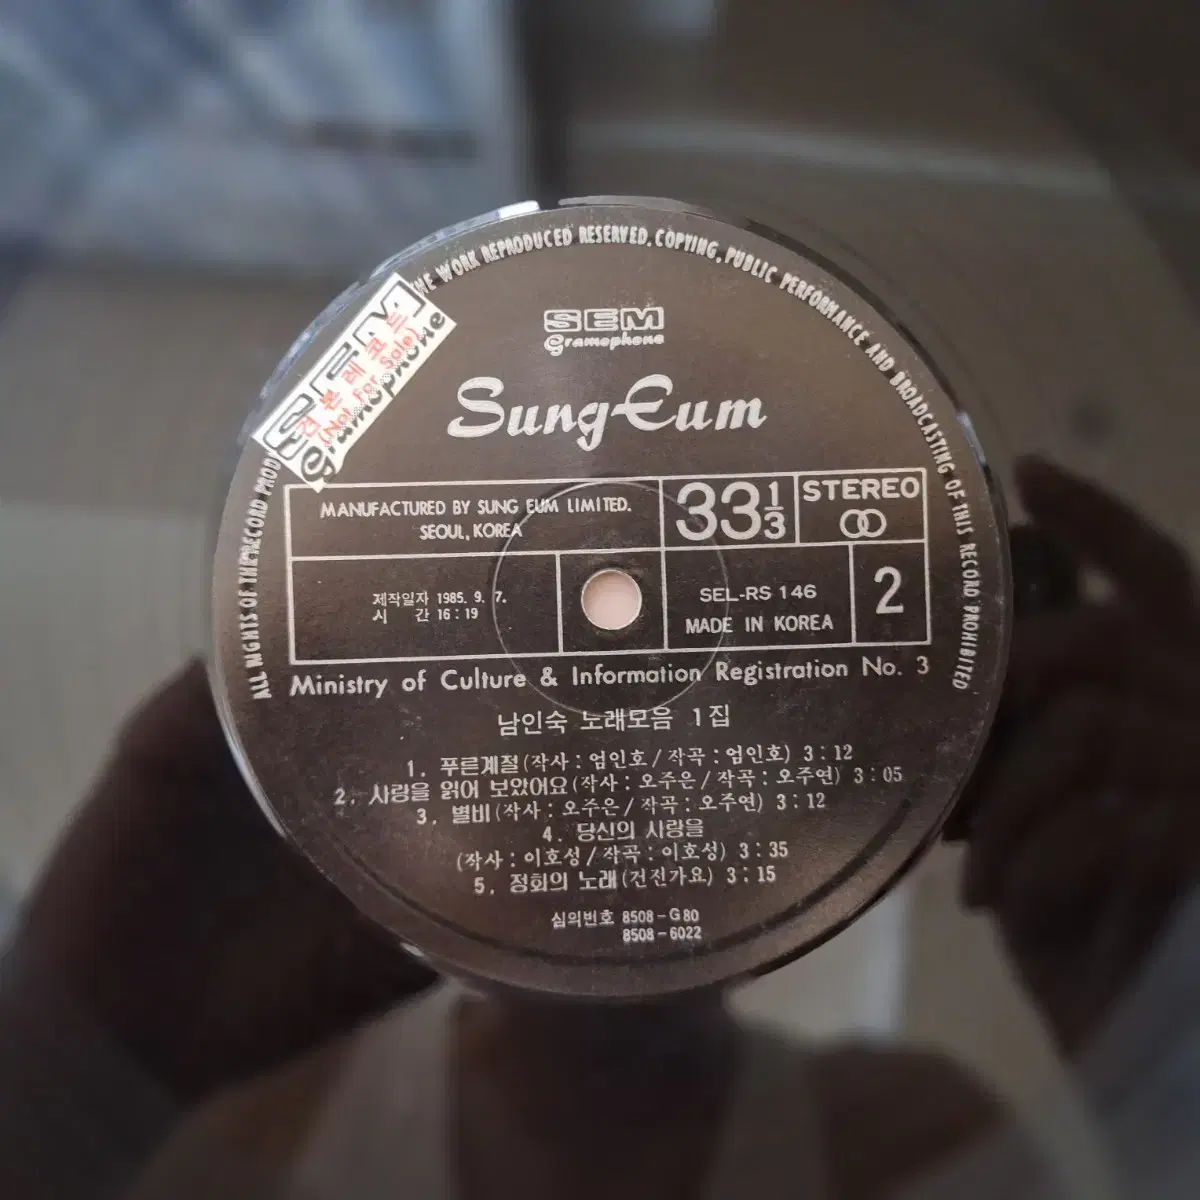 ALL RIGHTS OF THE RECORD PRODUCER AND OF THE OWNER OF THE WORK REPRODUCED RESERVED. COPYING, PUBLIC PERFORMANCE AND BROADCASTING OF THIS RECORD PROHIBITED
SEM
Gramophone
견본레코드
(Not For Sale)
SungEum
MANUFACTURED BY SUNG EUM LIMITED.
SEOUL, KOREA
33 1/3
STEREO
제작일자 1985. 9. 7.
시 간 16:19
SEL-RS 146
MADE IN KOREA
2
Ministry of Culture & Information Registration No. 3
남인숙 노래모음 1집
1. 푸른계절(작사 : 엄인호 / 작곡 : 엄인호) 3 : 12
2. 사랑을 읽어 보았어요(작사 : 오주은 / 작곡 : 오주연) 3 : 05
3. 별비(작사 : 오주은 / 작곡 : 오주연) 3 : 12
4. 당신의 사랑을
(작사 : 이호성 / 작곡 : 이호성) 3 : 35
5. 정화의 노래(건전가요) 3 : 15
심의번호 8508-G80
8508-6022